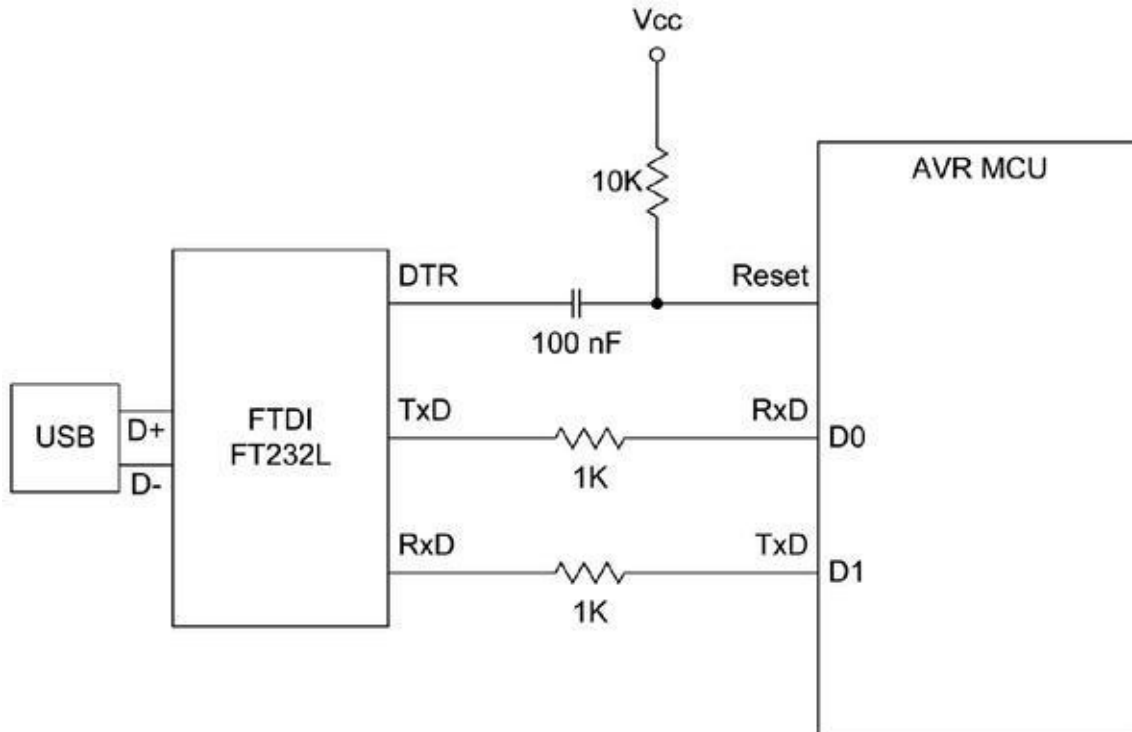 Vcc
10K
AVR MCU
DTR
Reset
100 nF
USB
D+
D-
FTDI
FT232L
TxD
RxD
D0
1K
RxD
TxD
D1
1K